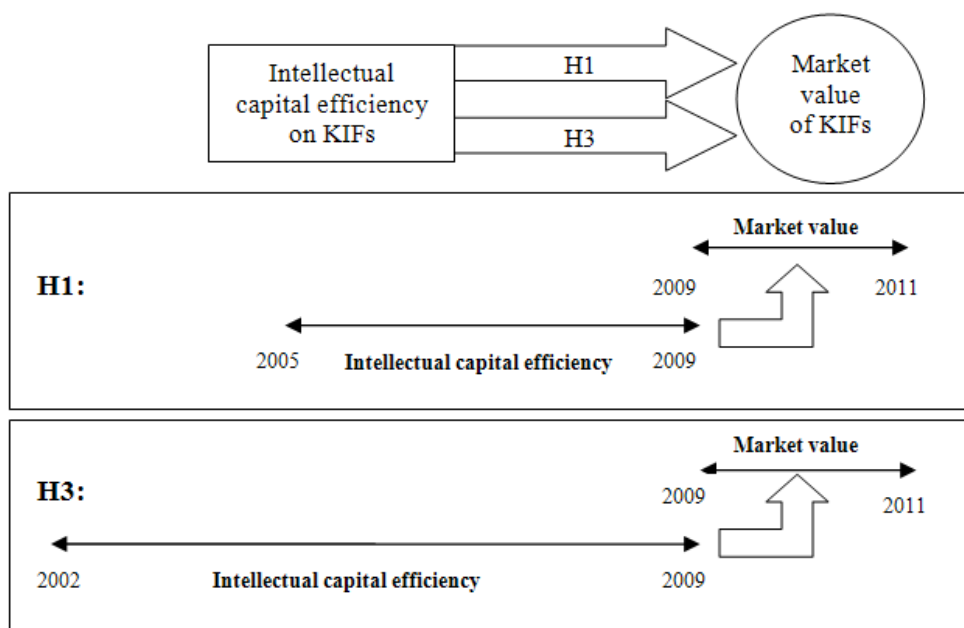 Intellectual
capital efficiency
on KIFs
H1
H3
Market
value
of KIFs
H1:
Market value
2009
2011
2005
Intellectual capital efficiency
2009
H3:
Market value
2009
2011
2002
Intellectual capital efficiency
2009